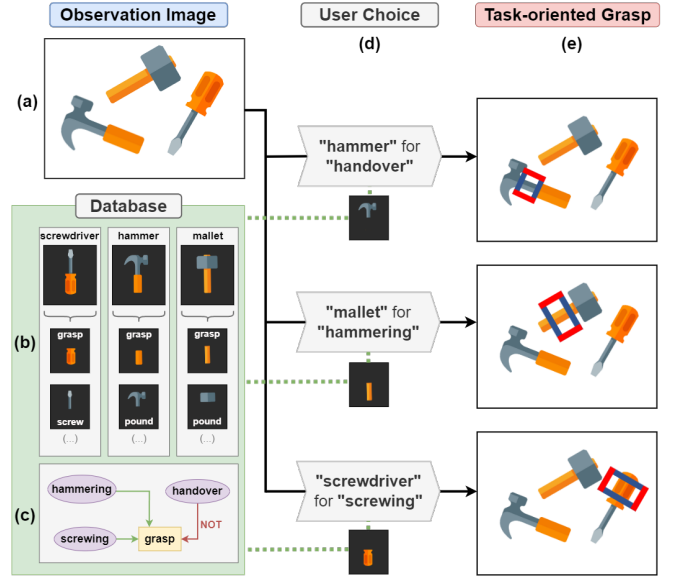 Observation Image
User Choice
Task-oriented Grasp
(d)
(e)
(a)
"hammer" for
"handover"
Database
screwdriver
hammer
mallet
(b)
grasp
grasp
grasp
screw
pound
pound
(...)
(...)
(...)
"mallet" for
"hammering"
(c)
hammering
handover
NOT
screwing
grasp
"screwdriver"
for "screwing"